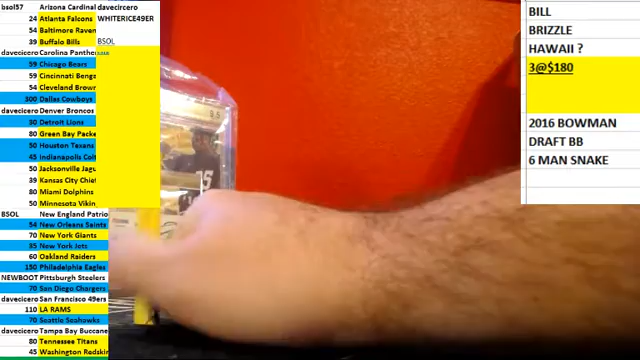 bsol57 Arizona Cardinal davecircero
24 Atlanta Falcons WHITERICE49ER
54 Baltimore Raven
39 Buffalo Bills BSOL
davecicero Carolina Panthe
59 Chicago Bears
59 Cincinnati Benga
54 Cleveland Brown
500 Dallas Cowboys
davecicero Denver Broncos
30 Detroit Lions
80 Green Bay Packe
50 Houston Texans
45 Indianapolis Colt
50 Jacksonville Jagu
39 Kansas City Chief
80 Miami Dolphins
50 Minnesota Vikin
BSOL New England Patrio
54 New Orleans Saints
70 New York Giants
35 New York Jets
60 Oakland Raiders
150 Philadelphia Eagles
NEWBOOT Pittsburgh Steelers
70 San Diego Chargers
davecicero San Francisco 49ers
110 LA RAMS
70 Seattle Seahawks
davecicero Tampa Bay Buccane
80 Tennessee Titans
45 Washington Redskin
9.5
15
BILL
BRIZZLE
HAWAII ?
3@$180
2016 BOWMAN
DRAFT BB
6 MAN SNAKE